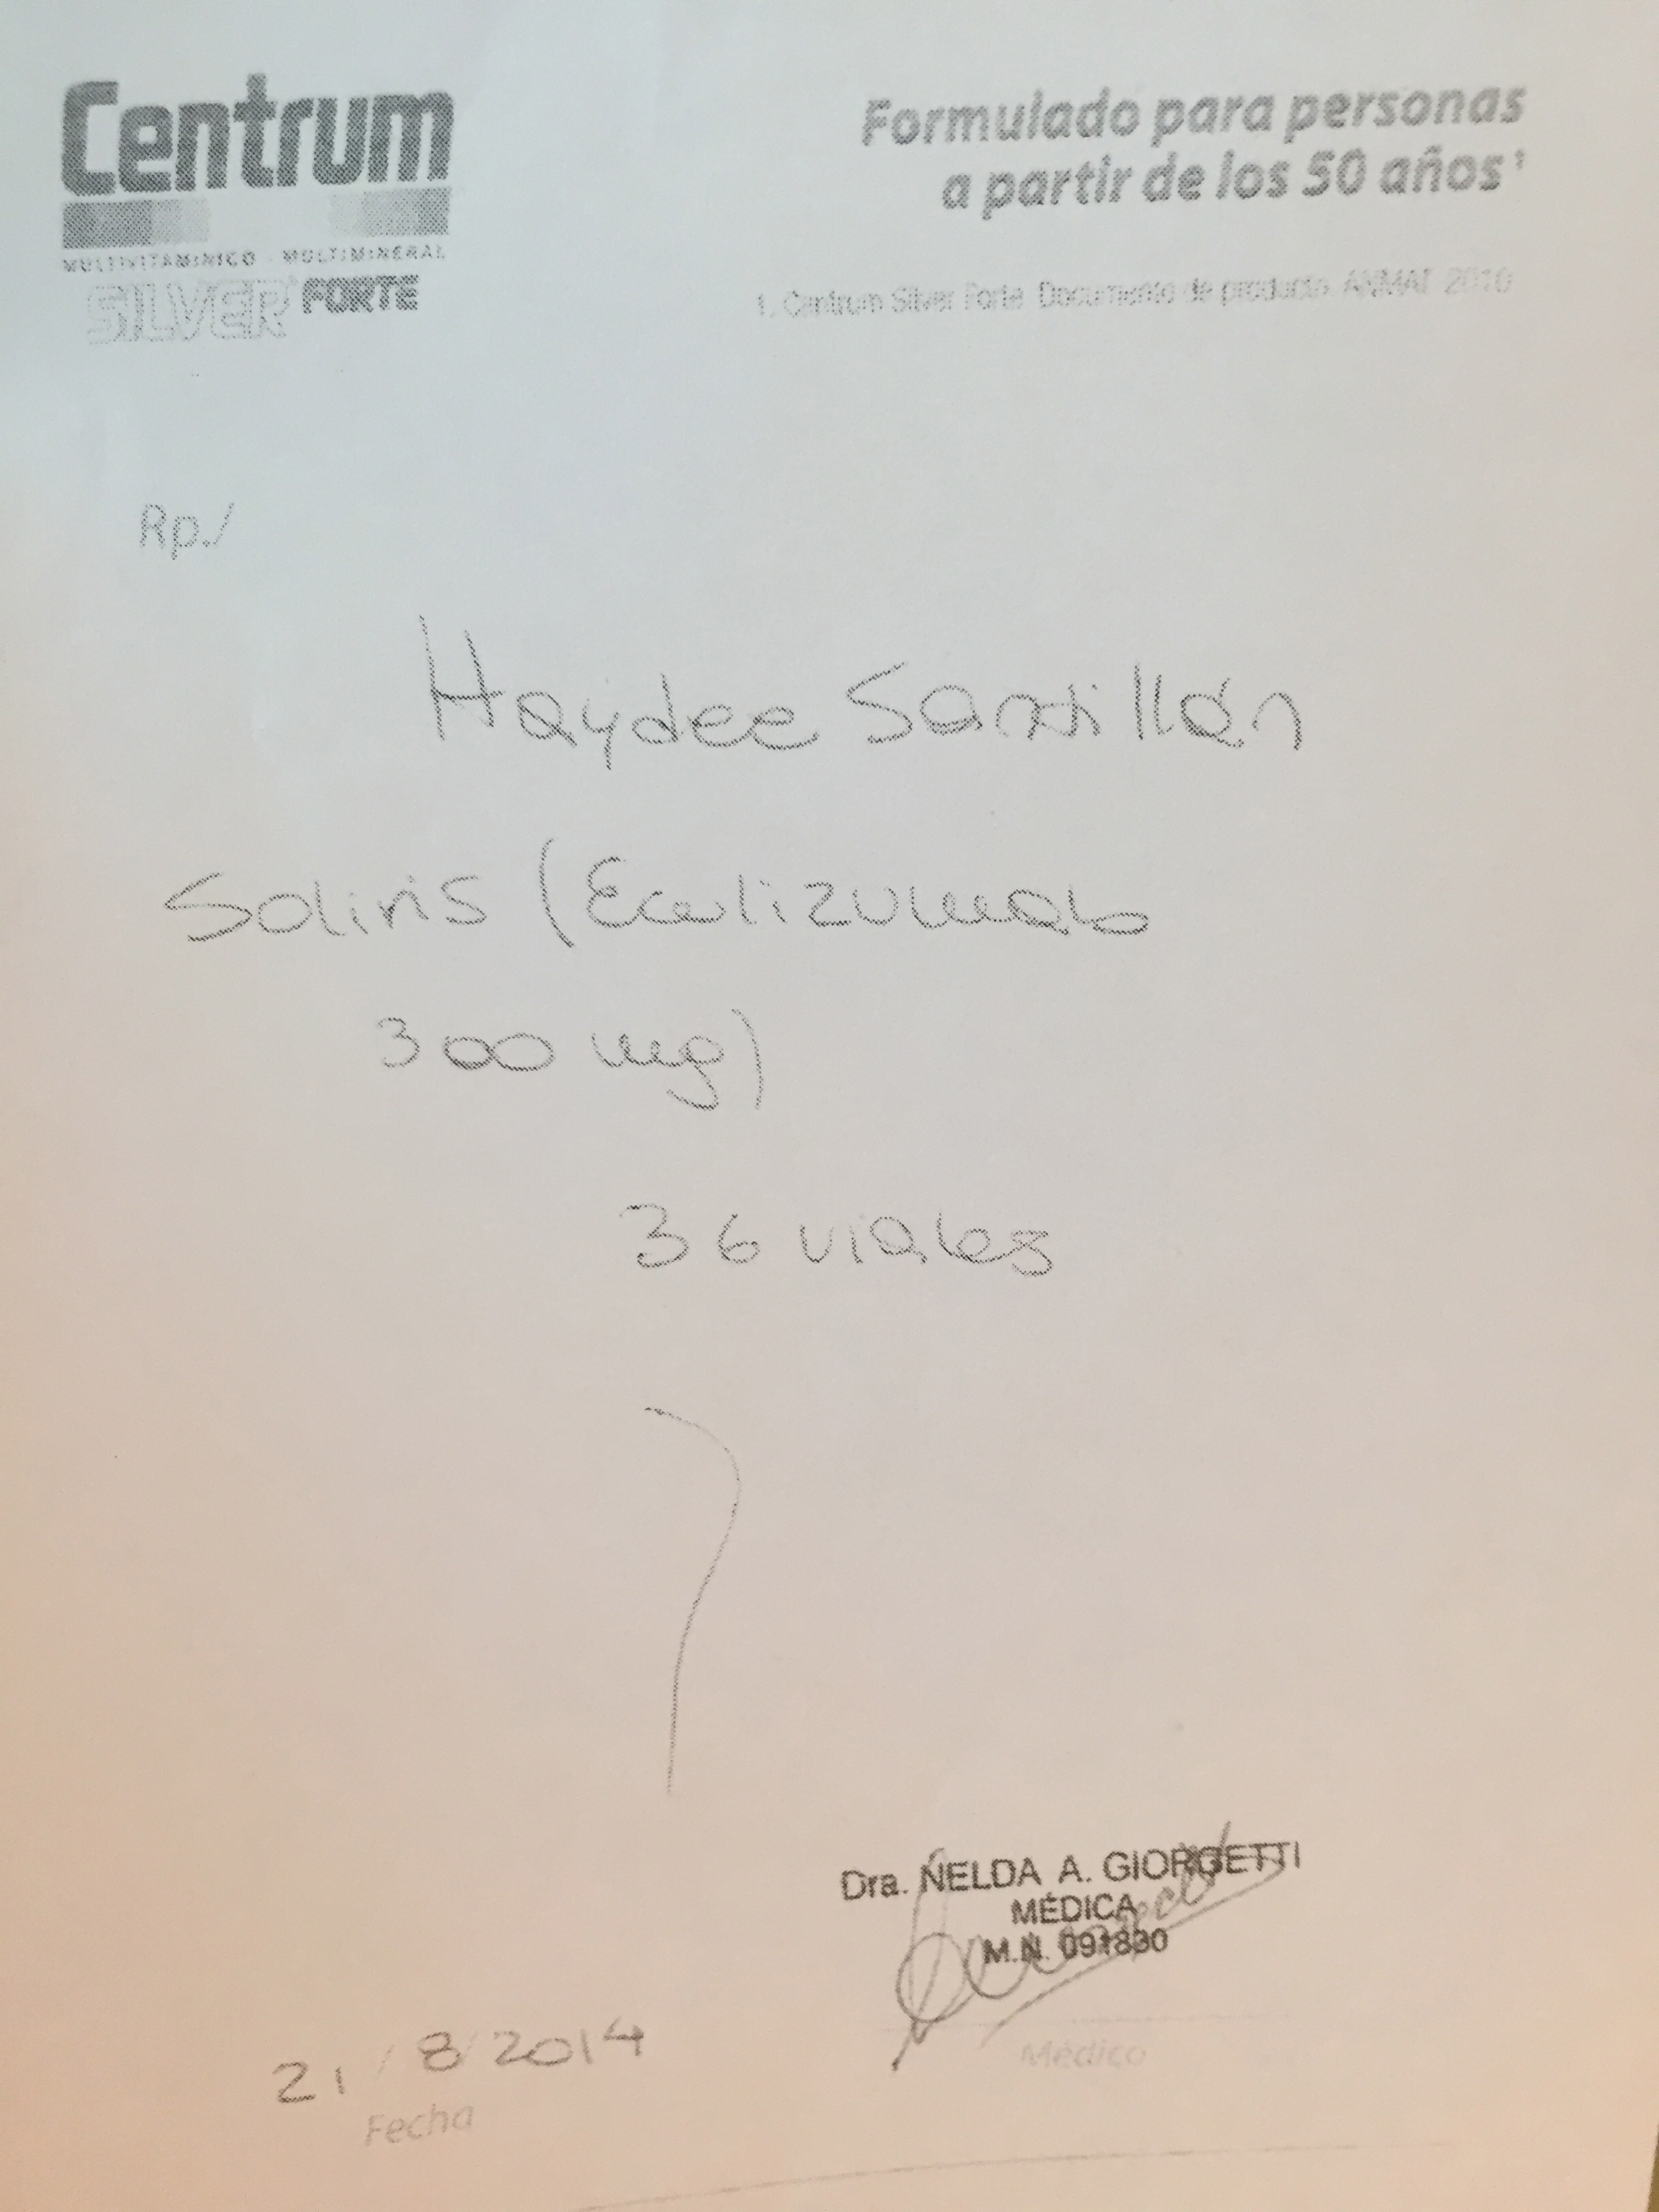 Centrum
MULTIVITAMINICO - MULTIMINERAL
SILVER FORTE
Formulado para personas
a partir de los 50 años¹
1. Centrum Silver Forte. Documento de producto. ANMAT 2010
Rp./
Haydee Santillán
Soliris (Eculizumab
300 mg)
36 viales
Dra. NELDA A. GIORGETTI
MÉDICA
M.N. 091830
Médico
21/8/2014
Fecha